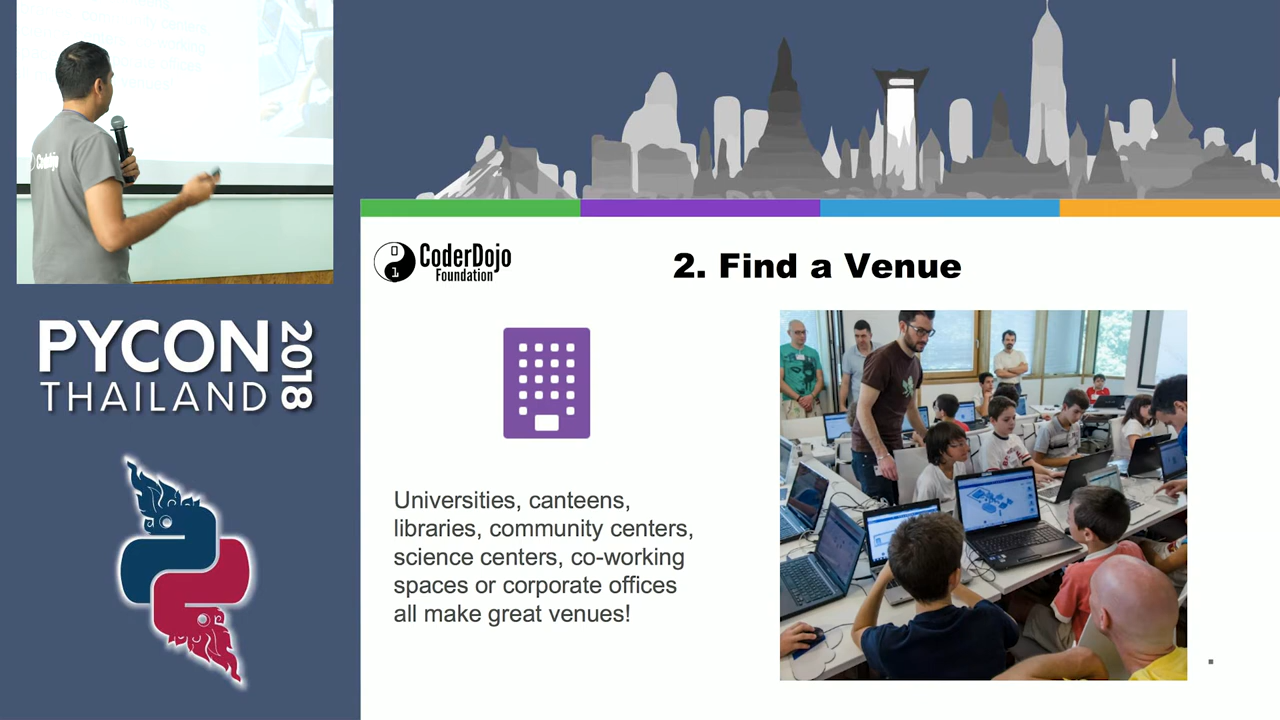 PYCON
THAILAND
2018
CoderDojo
Foundation
2. Find a Venue
Universities, canteens,
libraries, community centers,
science centers, co-working
spaces or corporate offices
all make great venues!